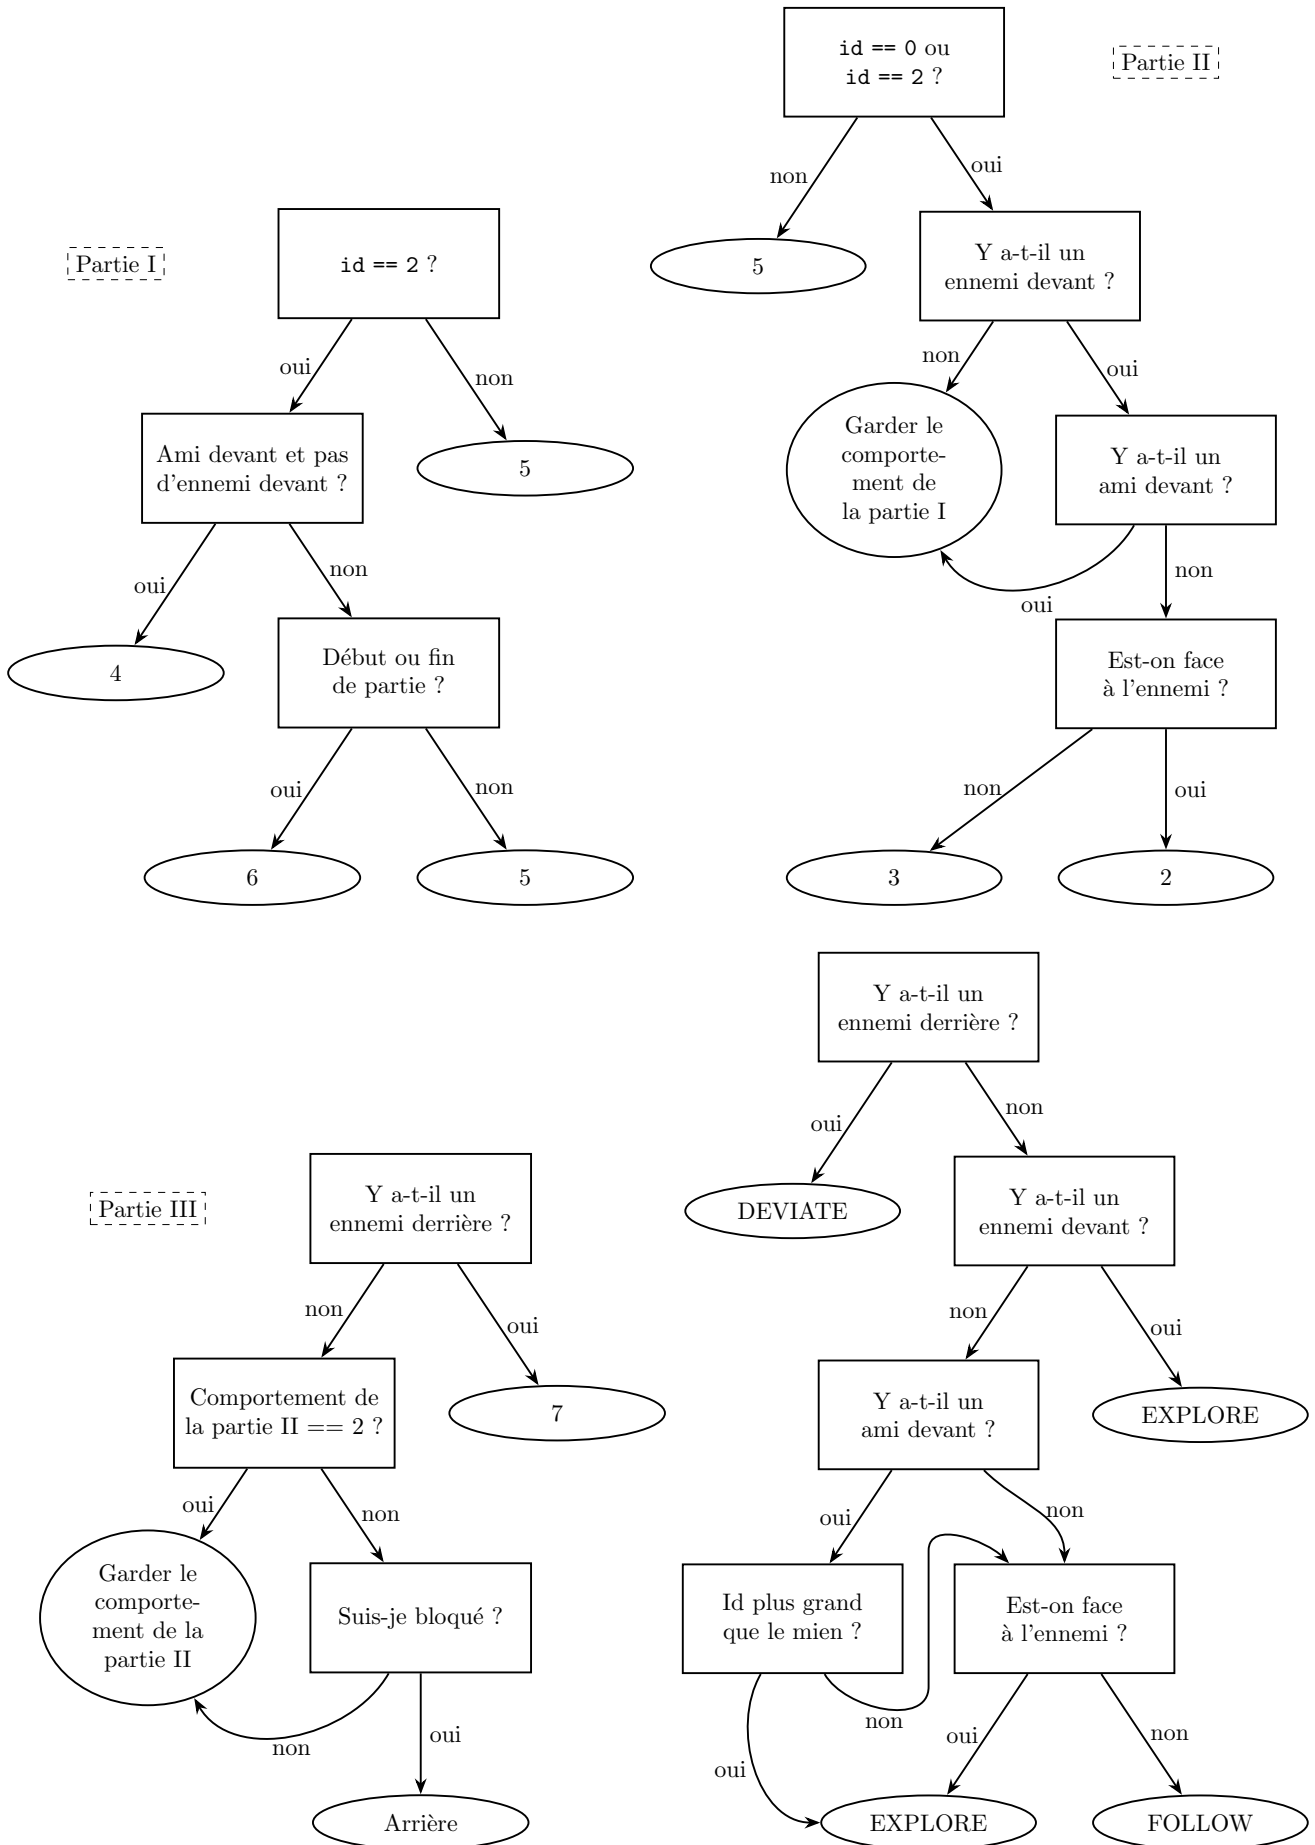 Partie I
id == 2 ?
oui
non
Ami devant et pas
d'ennemi devant ?
5
oui
non
4
Début ou fin
de partie ?
oui
non
6
5
Partie II
id == 0 ou
id == 2 ?
non
oui
5
Y a-t-il un
ennemi devant ?
non
oui
Garder le
comporte-
ment de
la partie I
Y a-t-il un
ami devant ?
oui
non
Est-on face
à l'ennemi ?
non
oui
3
2
Partie III
Y a-t-il un
ennemi derrière ?
non
oui
Comportement de
la partie II == 2 ?
7
oui
non
Garder le
comporte-
ment de la
partie II
Suis-je bloqué ?
non
oui
Arrière
Y a-t-il un
ennemi derrière ?
oui
non
DEVIATE
Y a-t-il un
ennemi devant ?
non
oui
Y a-t-il un
ami devant ?
EXPLORE
oui
non
Id plus grand
que le mien ?
Est-on face
à l'ennemi ?
oui
non
oui
non
EXPLORE
FOLLOW